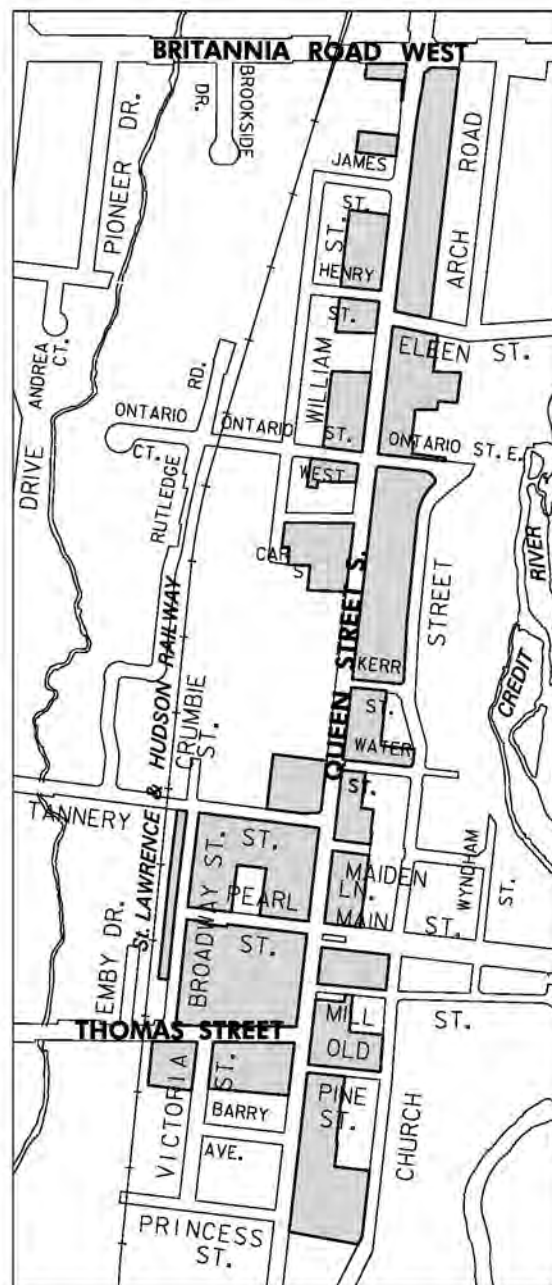 BRITANNIA ROAD WEST
PIONEER DR.
BROOKSIDE
DR.
ARCH ROAD
JAMES
ST.
HENRY
ST.
WILLIAM ST.
ELEEN ST.
ANDREA
CT.
DRIVE
RUTLEDGE RD.
ONTARIO
CT.
ONTARIO
ST.
WEST
ONTARIO ST. E.
CAR
S
QUEEN STREET S.
STREET
CREDIT RIVER
KERR
ST.
WATER
ST.
CRUMBIE
ST.
St. LAWRENCE & HUDSON RAILWAY
TANNERY
ST.
BROADWAY ST.
PEARL
ST.
MAIDEN
LN.
MAIN
ST.
WYNDHAM
ST.
EMBY DR.
THOMAS STREET
MILL
ST.
OLD
PINE
ST.
VICTORIA
ST.
BARRY
AVE.
CHURCH
PRINCESS
ST.